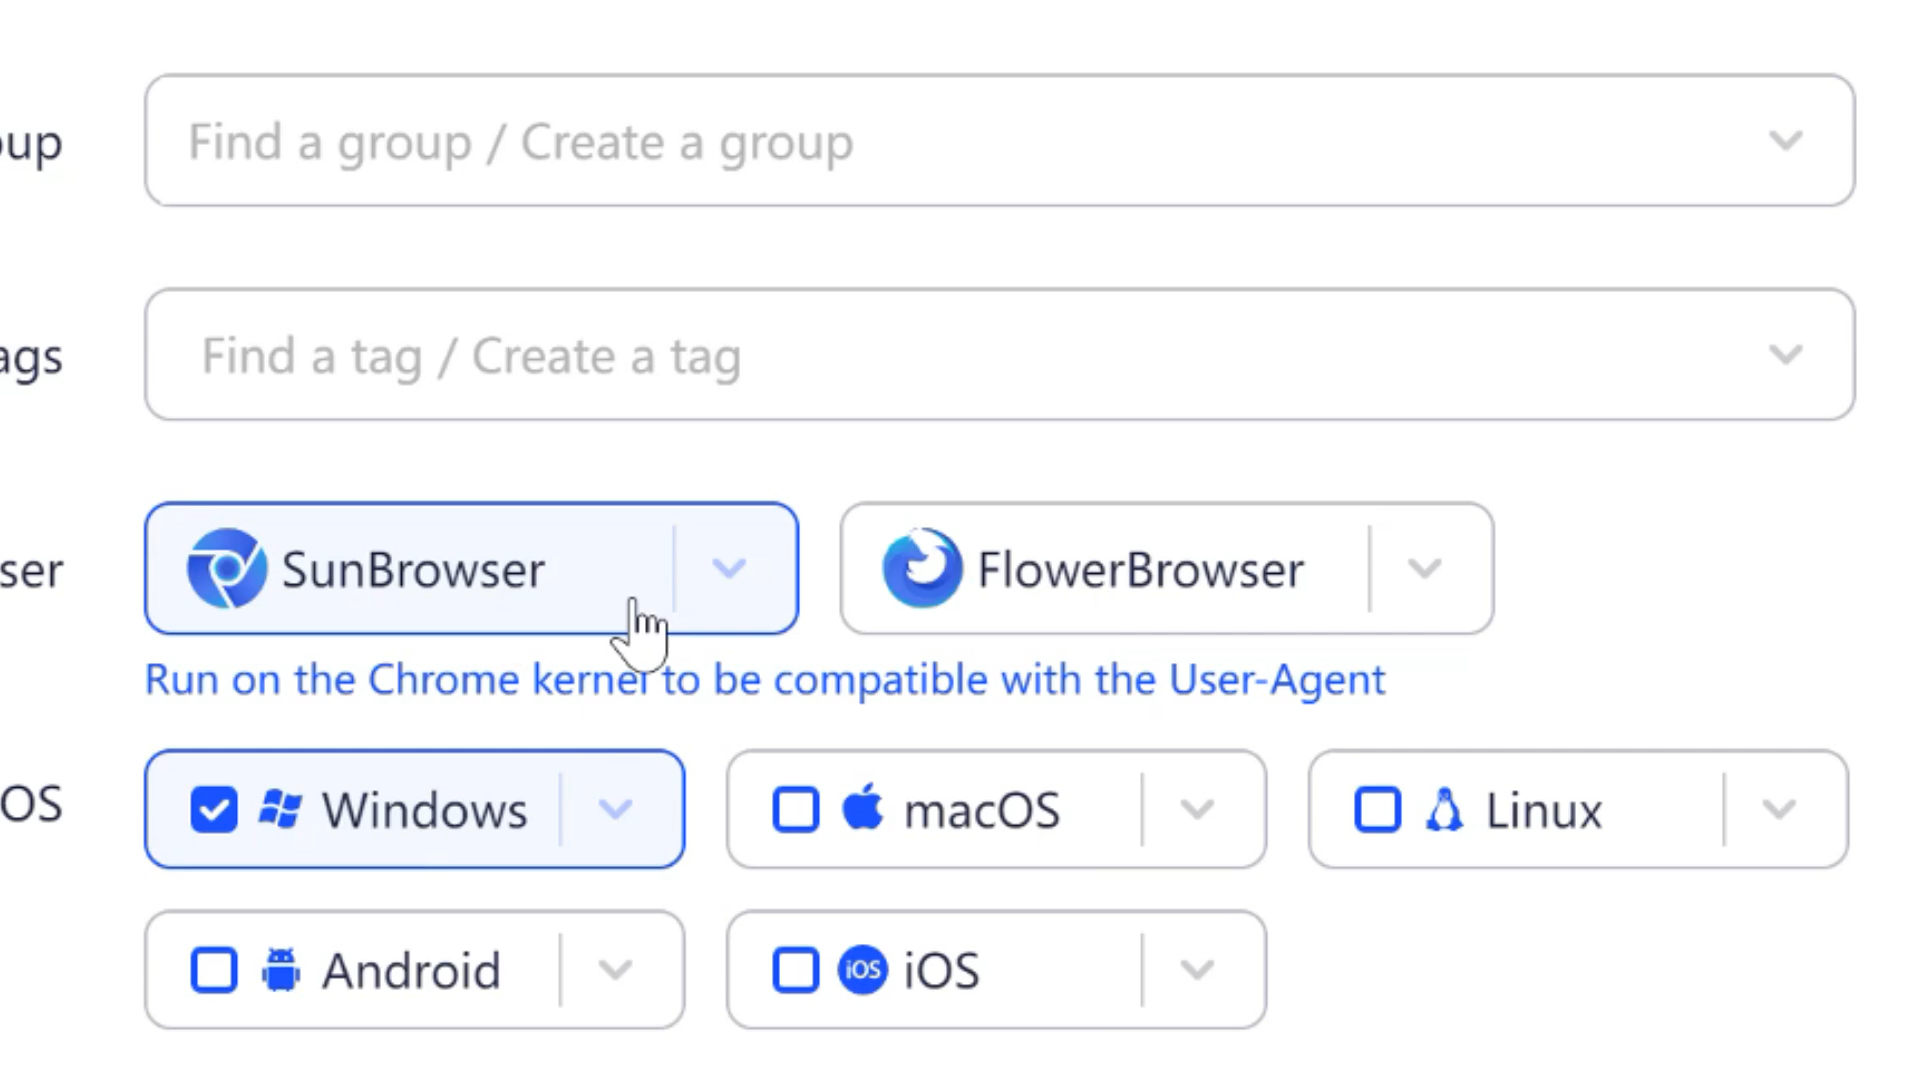 oup Find a group / Create a group
ags Find a tag / Create a tag
ser SunBrowser FlowerBrowser
Run on the Chrome kernel to be compatible with the User-Agent
OS Windows macOS Linux
Android iOS iOS